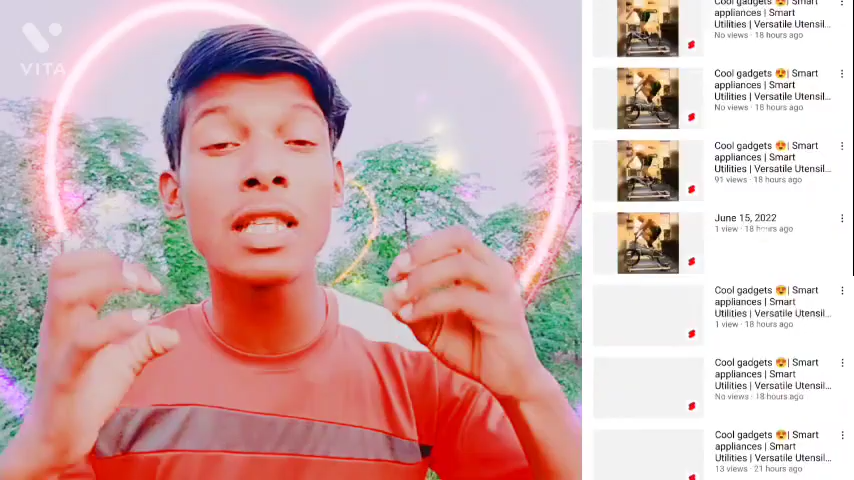 VITA
Cool gadgets 😍| Smart
appliances | Smart
Utilities | Versatile Utensil...
No views · 18 hours ago
Cool gadgets 😍| Smart
appliances | Smart
Utilities | Versatile Utensil...
No views · 18 hours ago
Cool gadgets 😍| Smart
appliances | Smart
Utilities | Versatile Utensil...
91 views · 18 hours ago
June 15, 2022
1 view · 18 hours ago
Cool gadgets 😍| Smart
appliances | Smart
Utilities | Versatile Utensil...
1 view · 18 hours ago
Cool gadgets 😍| Smart
appliances | Smart
Utilities | Versatile Utensil...
No views · 18 hours ago
Cool gadgets 😍| Smart
appliances | Smart
Utilities | Versatile Utensil...
13 views · 21 hours ago